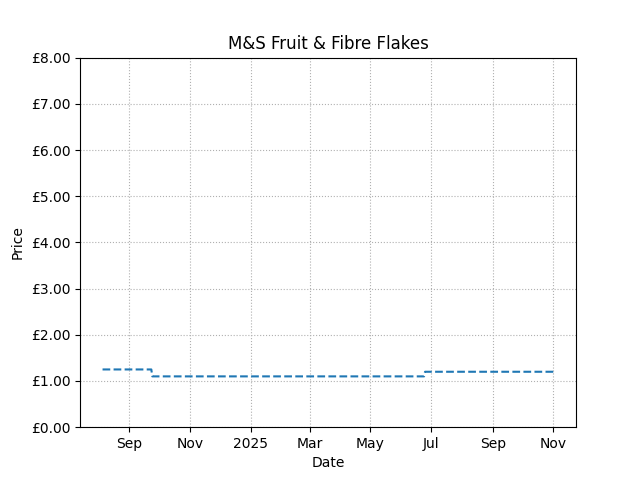 M&S Fruit & Fibre Flakes
£8.00
£7.00
£6.00
£5.00
£4.00
£3.00
£2.00
£1.00
£0.00
Price
Sep Nov 2025 Mar May Jul Sep Nov
Date